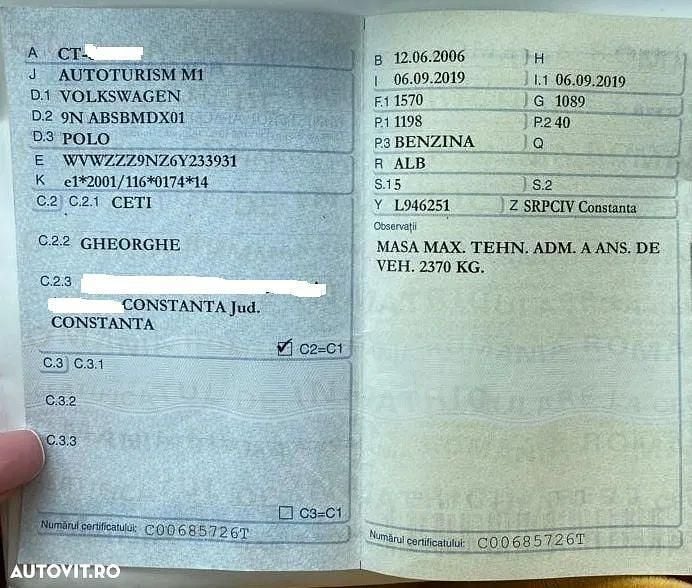 A CT-
J AUTOTURISM M1
D.1 VOLKSWAGEN
D.2 9N ABSBMDX01
D.3 POLO
E WVWZZZ9NZ6Y233931
K e1*2001/116*0174*14
C.2 C.2.1 CETI
C.2.2 GHEORGHE
C.2.3
CONSTANTA Jud.
CONSTANTA
C2=C1
C.3 C.3.1
C.3.2
C.3.3
C3=C1
Numărul certificatului: C00685726T
B 12.06.2006 H
I 06.09.2019 I.1 06.09.2019
F.1 1570 G 1089
P.1 1198 P.2 40
P.3 BENZINA Q
R ALB
S.1 5 S.2
Y L946251 Z SRPCIV Constanta
Observații
MASA MAX. TEHN. ADM. A ANS. DE
VEH. 2370 KG.
Numărul certificatului: C00685726T
AUTOVIT.RO